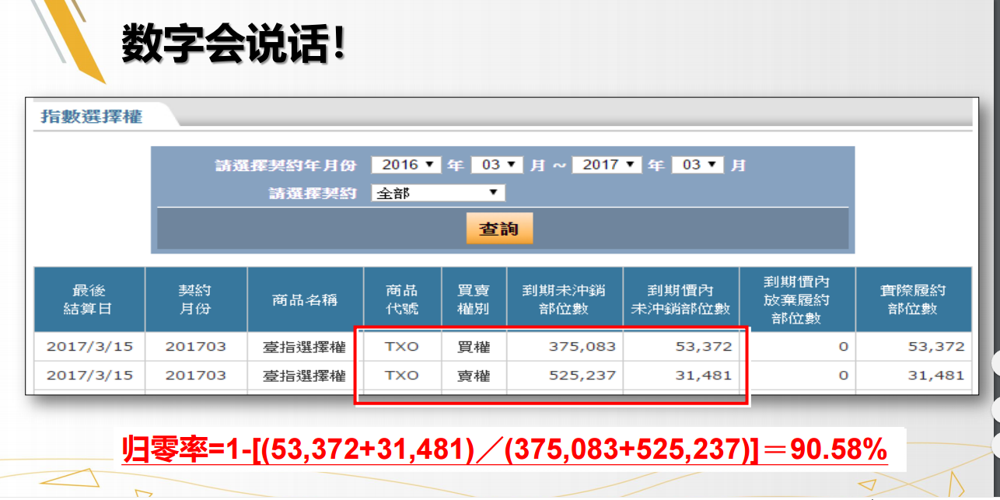 数字会说话！
指數選擇權
請選擇契約年月份 2016 年 03 月 ～ 2017 年 03 月
請選擇契約 全部
查詢
最後結算日 契約月份 商品名稱 商品代號 買賣權別 到期未沖銷部位數 到期價內未沖銷部位數 到期價內放棄履約部位數 實際履約部位數
2017/3/15 201703 臺指選擇權 TXO 買權 375,083 53,372 0 53,372
2017/3/15 201703 臺指選擇權 TXO 賣權 525,237 31,481 0 31,481
归零率=1-[(53,372+31,481)／(375,083+525,237)]＝90.58%